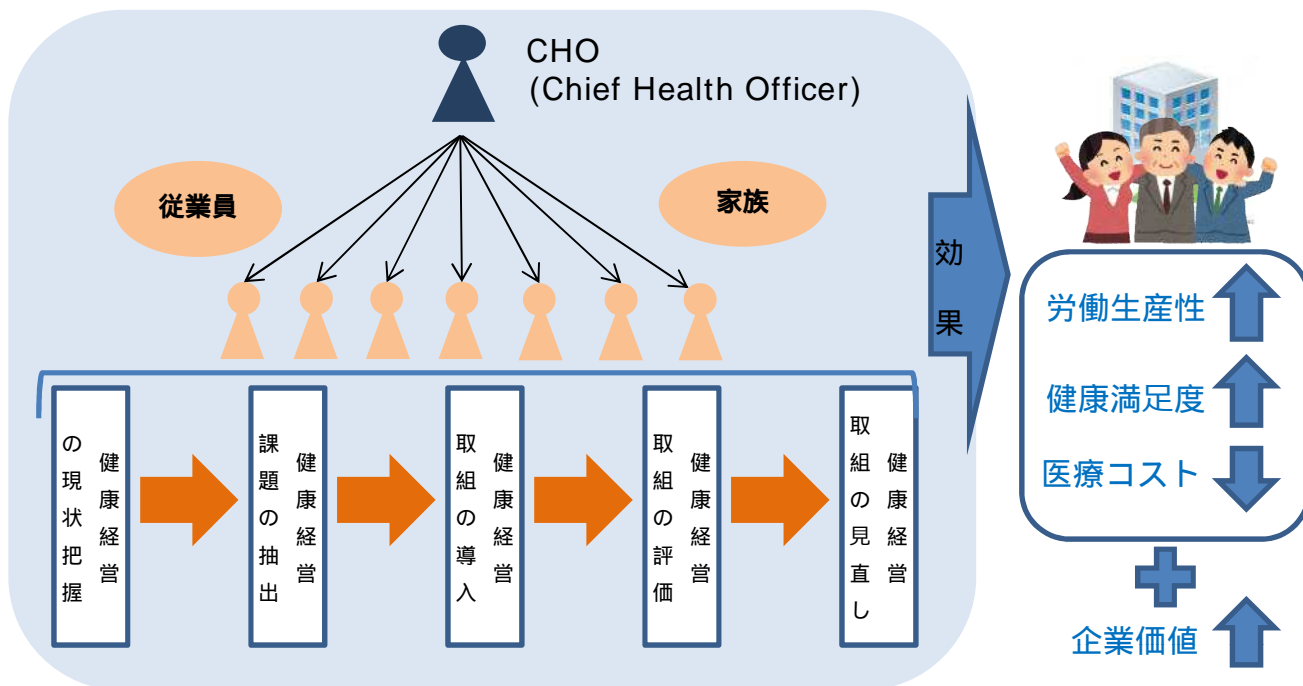 CHO
(Chief Health Officer)
従業員
家族
健康経営
の現状把握
健康経営
課題の抽出
健康経営
取組の導入
健康経営
取組の評価
健康経営
取組の見直し
効果
労働生産性
健康満足度
医療コスト
企業価値